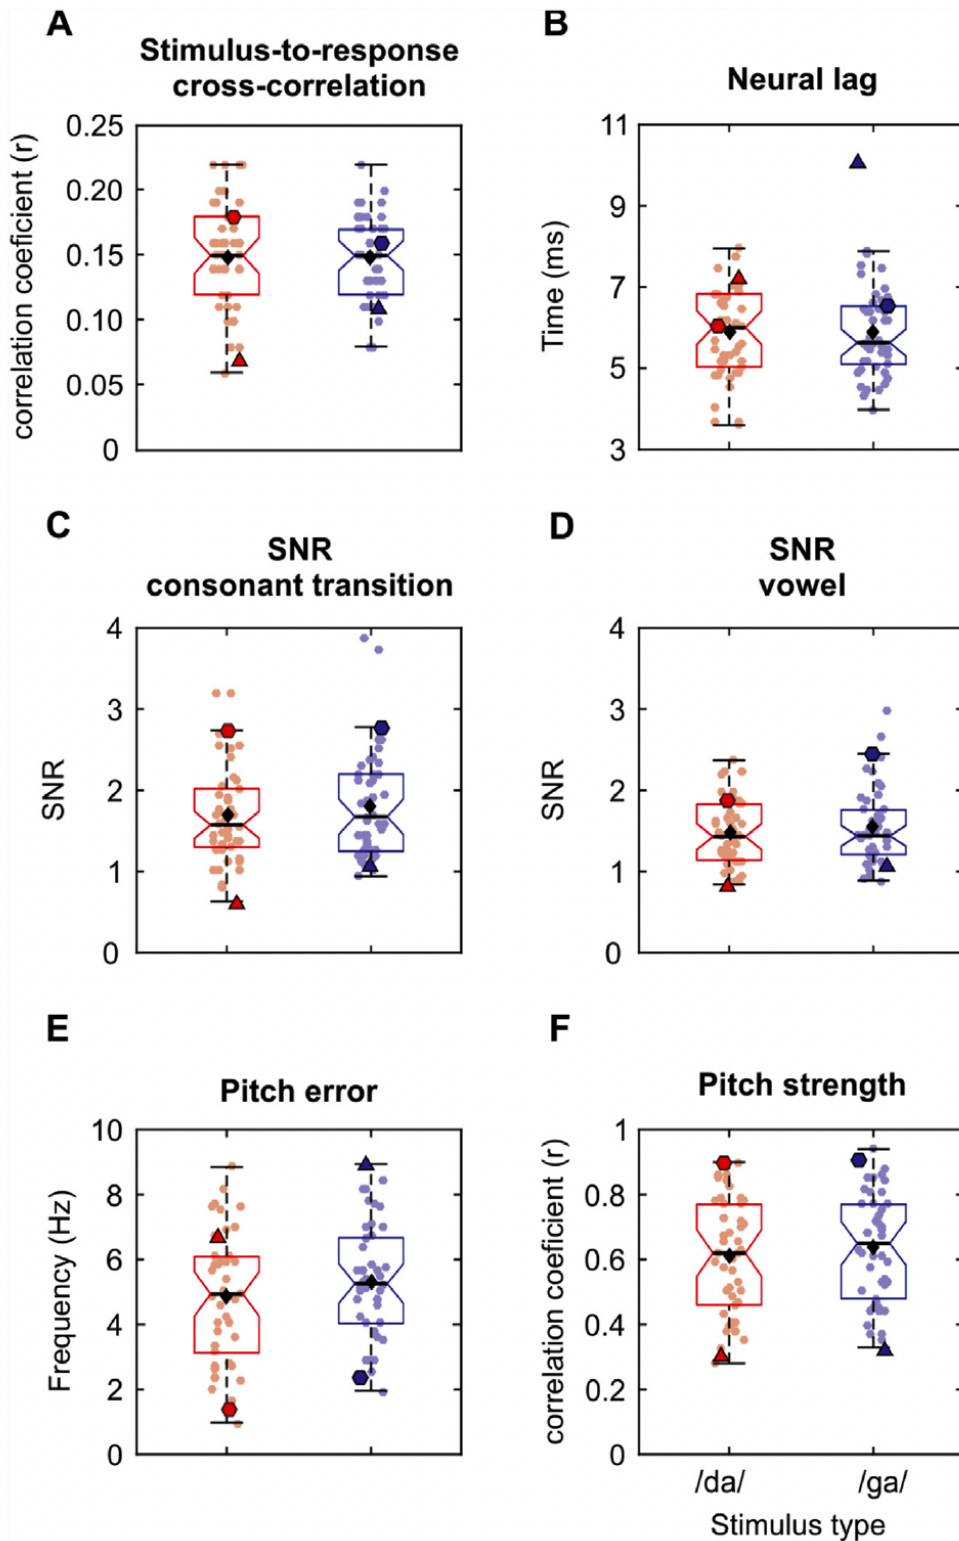 A
Stimulus-to-response
cross-correlation
correlation coeficient (r)
0.25
0.20
0.15
0.10
0.05
0
B
Neural lag
Time (ms)
11
9
7
5
3
C
SNR
consonant transition
SNR
4
3
2
1
0
D
SNR
vowel
SNR
4
3
2
1
0
E
Pitch error
Frequency (Hz)
10
8
6
4
2
0
F
Pitch strength
correlation coeficient (r)
1
0.8
0.6
0.4
0.2
0
/da/ /ga/
Stimulus type